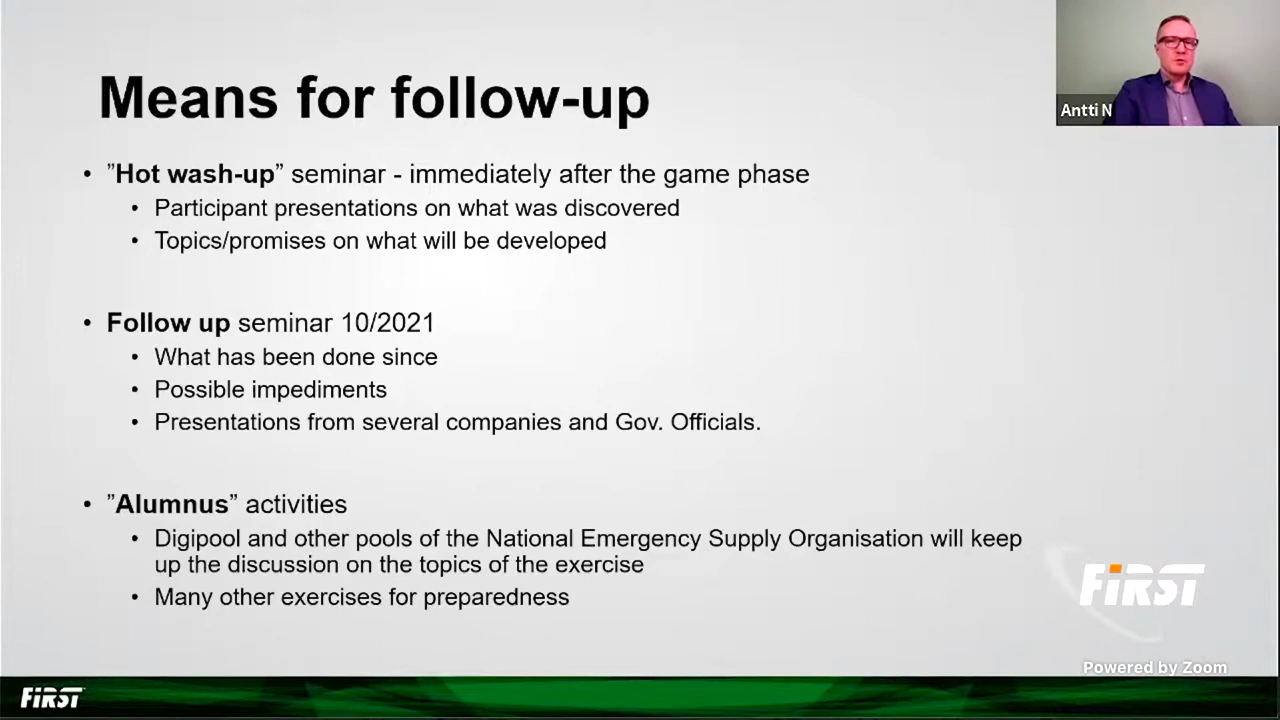 Means for follow-up
Antti N
• ”Hot wash-up” seminar - immediately after the game phase
• Participant presentations on what was discovered
• Topics/promises on what will be developed
• Follow up seminar 10/2021
• What has been done since
• Possible impediments
• Presentations from several companies and Gov. Officials.
• ”Alumnus” activities
• Digipool and other pools of the National Emergency Supply Organisation will keep
up the discussion on the topics of the exercise
• Many other exercises for preparedness
FiRST
Powered by Zoom
FiRST